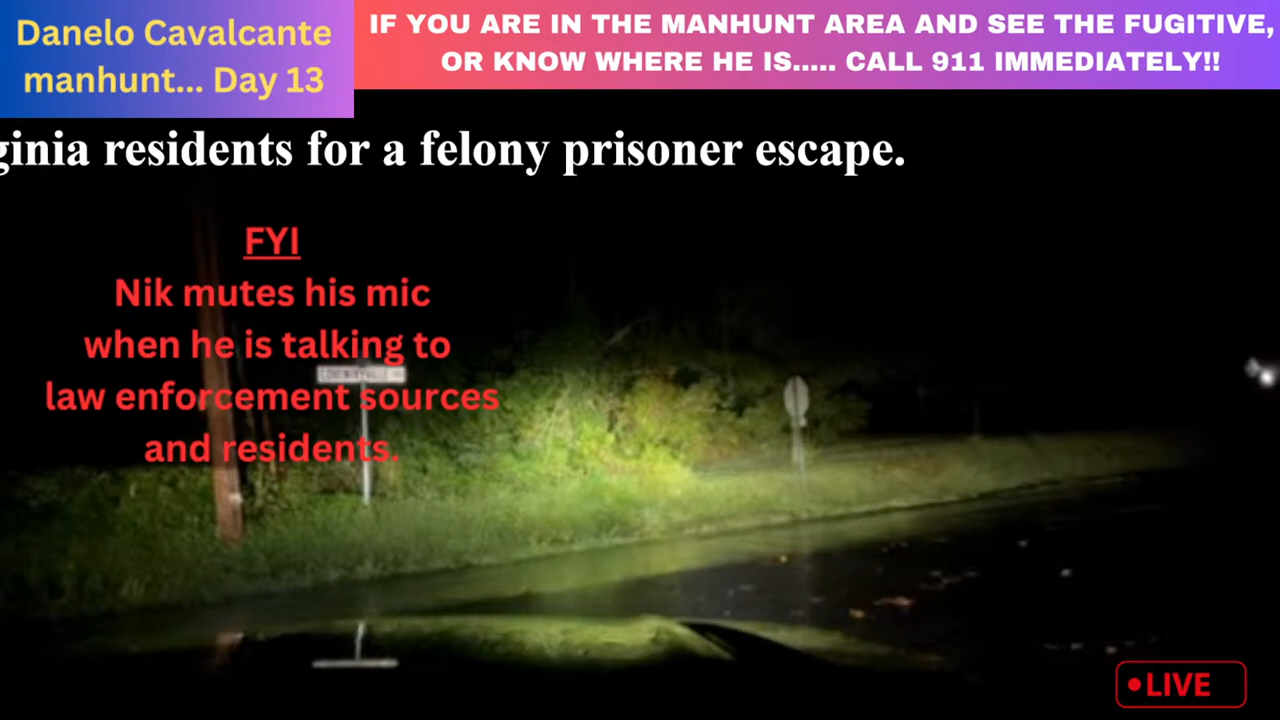 Danelo Cavalcante
manhunt... Day 13
IF YOU ARE IN THE MANHUNT AREA AND SEE THE FUGITIVE,
OR KNOW WHERE HE IS..... CALL 911 IMMEDIATELY!!
ginia residents for a felony prisoner escape.
FYI
Nik mutes his mic
when he is talking to
law enforcement sources
and residents.
LIVE